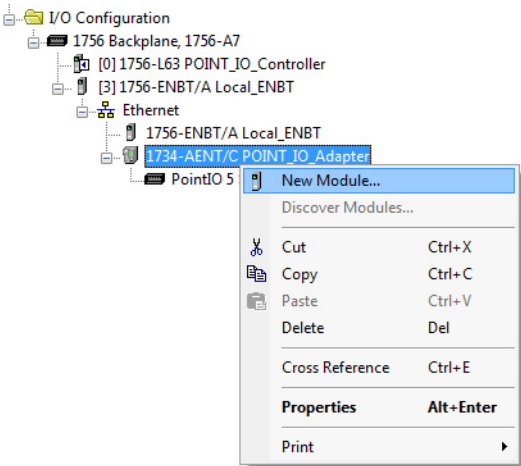 I/O Configuration
1756 Backplane, 1756-A7
[0] 1756-L63 POINT_IO_Controller
[3] 1756-ENBT/A Local_ENBT
Ethernet
1756-ENBT/A Local_ENBT
1734-AENT/C POINT_IO_Adapter
PointIO 5
New Module...
Discover Modules...
Cut Ctrl+X
Copy Ctrl+C
Paste Ctrl+V
Delete Del
Cross Reference Ctrl+E
Properties Alt+Enter
Print